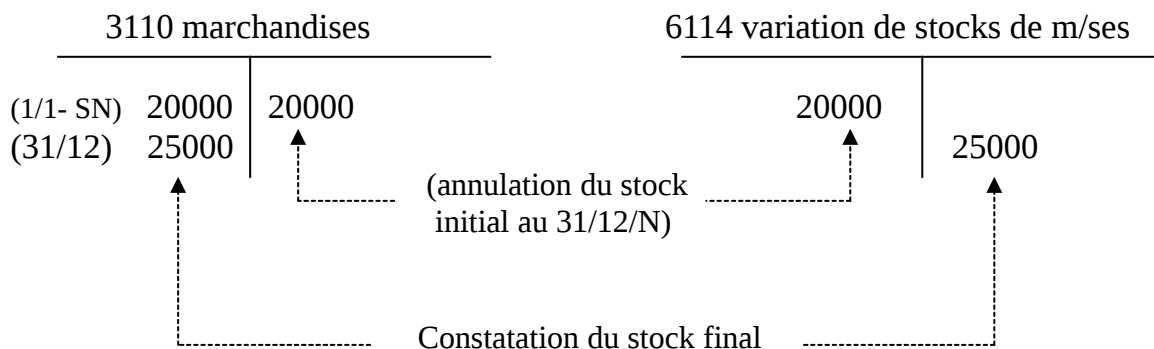 3110 marchandises 6114 variation de stocks de m/ses
(1/1- SN) 20000 20000 20000
(31/12) 25000 25000
(annulation du stock
initial au 31/12/N)
Constatation du stock final